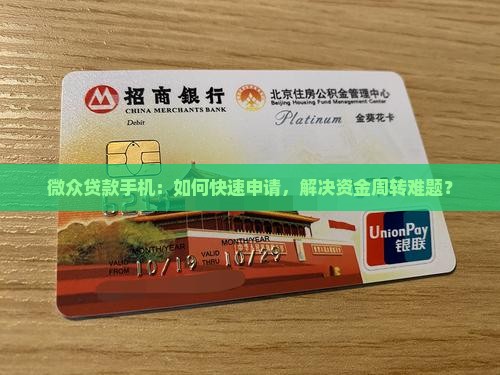 招商银行
CHINA MERCHANTS BANK
Debit
北京住房公积金管理中心
Beijing Housing Fund Management Center
Platinum 金葵花卡
微众贷款手机：如何快速申请，解决资金周转难题？
MONTH/YEAR
MONTH/YEAR
VALID FROM
10/19
VALID THRU
10/29
UnionPay
银联